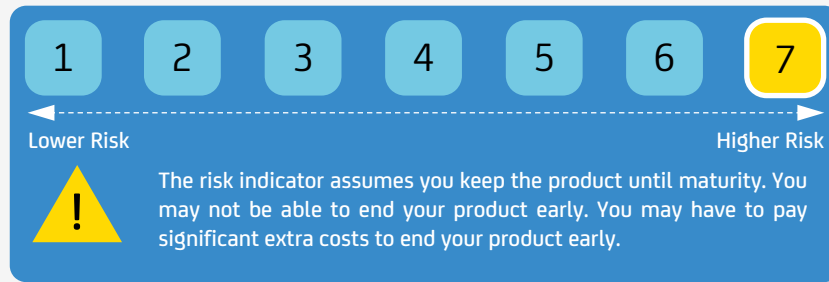 1 2 3 4 5 6 7
Lower Risk Higher Risk
!
The risk indicator assumes you keep the product until maturity. You
may not be able to end your product early. You may have to pay
significant extra costs to end your product early.